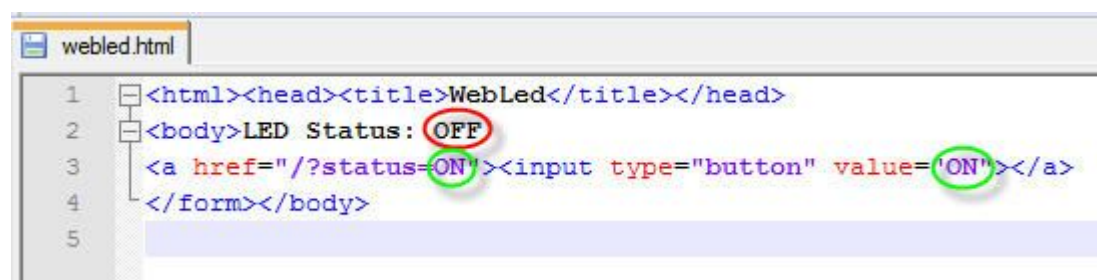 webled.html
1 <html><head><title>WebLed</title></head>
2 <body>LED Status: OFF
3 <a href="/?status=ON"><input type="button" value="ON"></a>
4 </form></body>
5